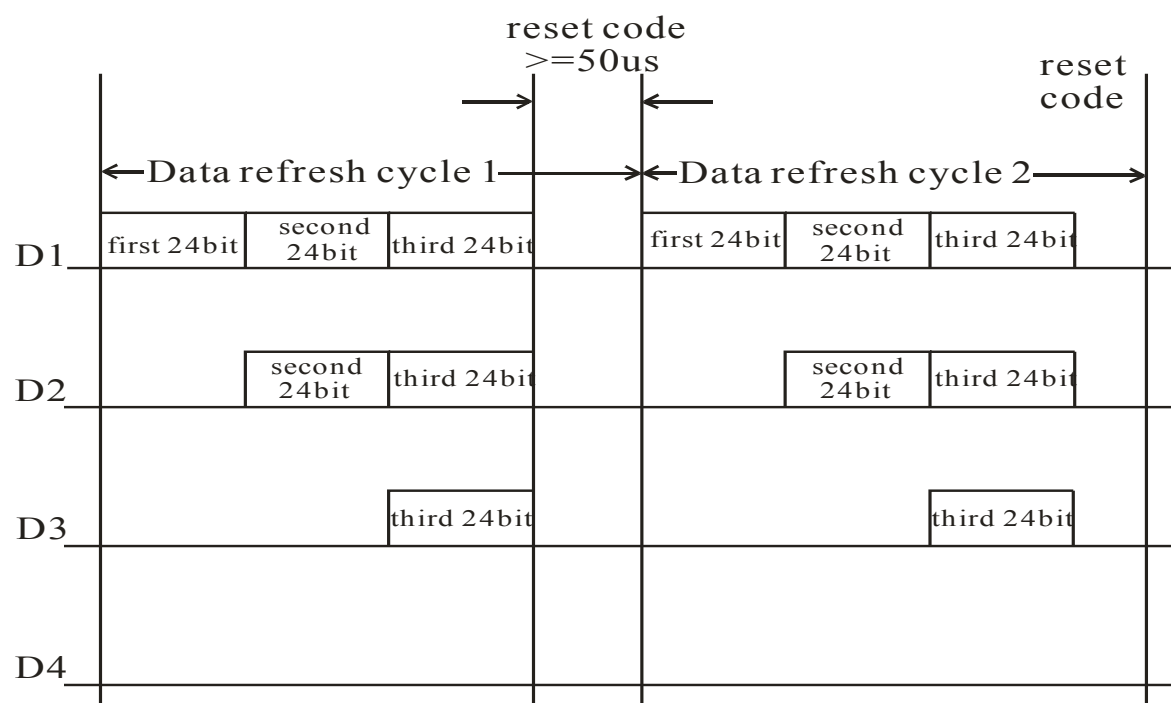 reset code
>=50us
reset
code
Data refresh cycle 1
Data refresh cycle 2
D1
first 24bit
second
24bit
third 24bit
first 24bit
second
24bit
third 24bit
D2
second
24bit
third 24bit
second
24bit
third 24bit
D3
third 24bit
third 24bit
D4